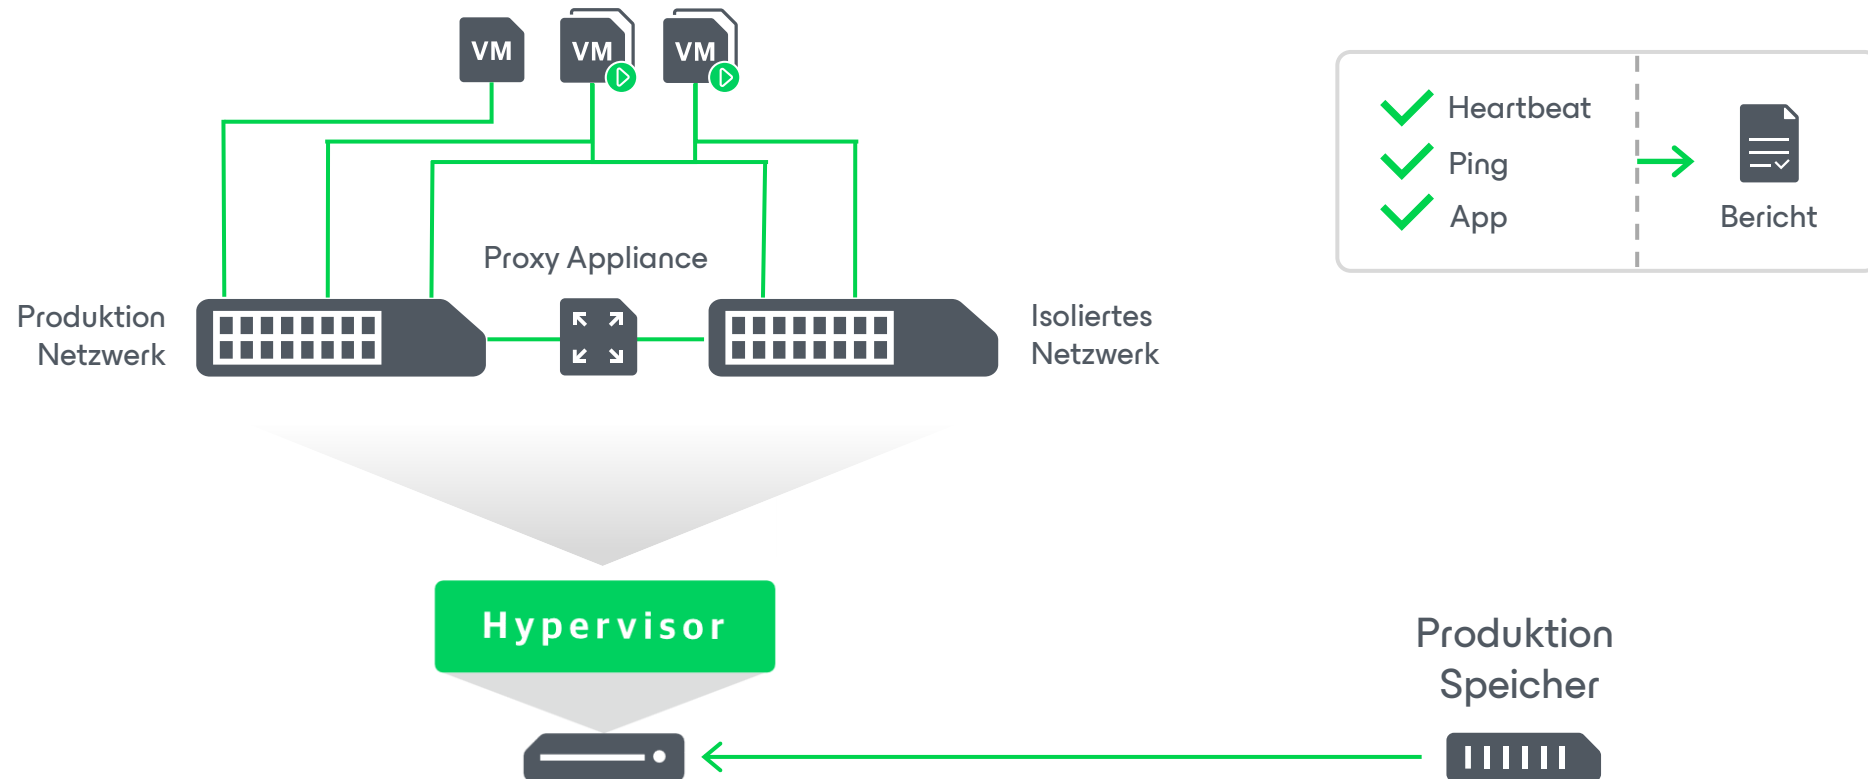 VM
VM
VM
Heartbeat
Ping
App
Bericht
Proxy Appliance
Produktion
Netzwerk
Isoliertes
Netzwerk
Hypervisor
Produktion
Speicher